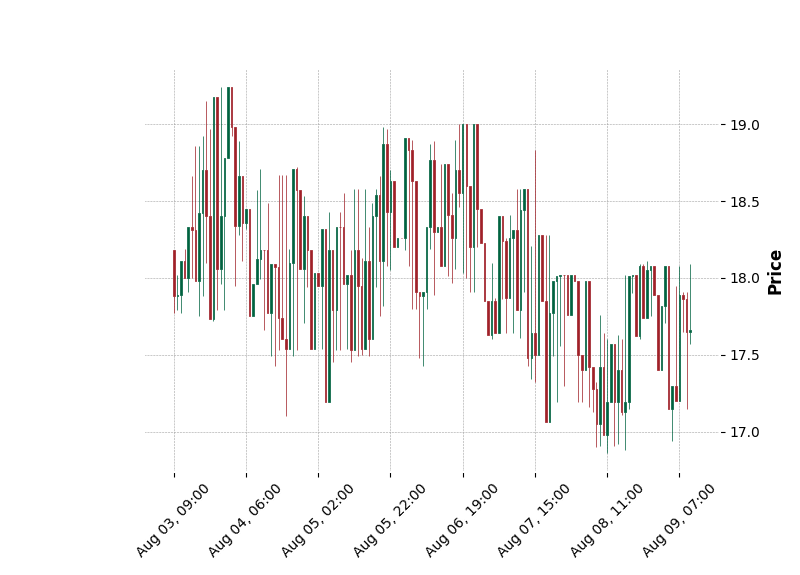 19.0
18.5
18.0
17.5
17.0
Price
Aug 03, 09:00
Aug 04, 06:00
Aug 05, 02:00
Aug 05, 22:00
Aug 06, 19:00
Aug 07, 15:00
Aug 08, 11:00
Aug 09, 07:00